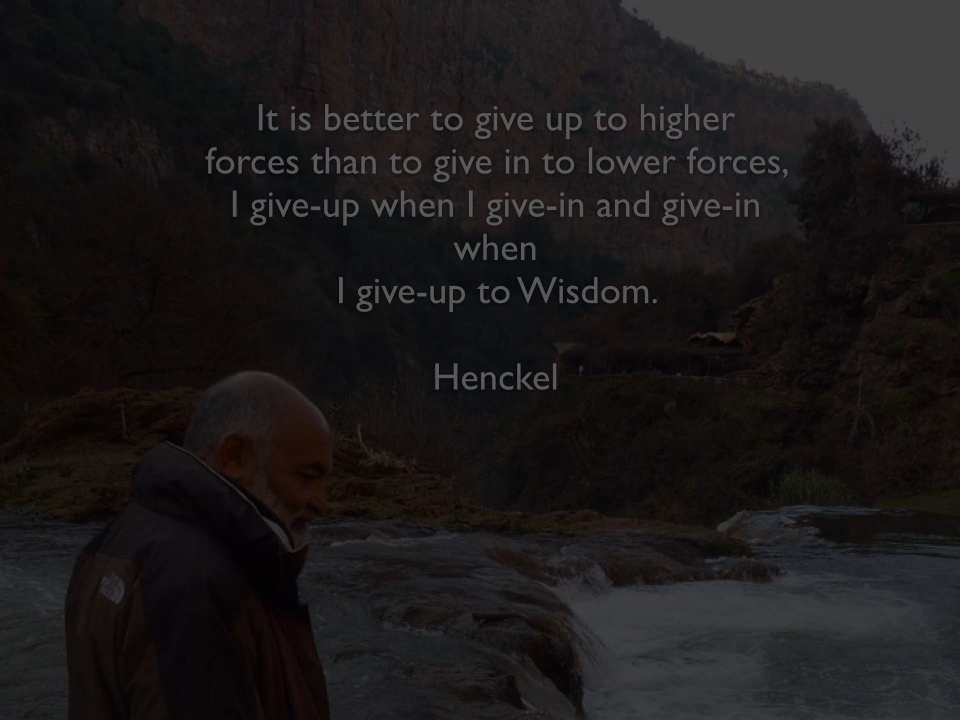 It is better to give up to higher
forces than to give in to lower forces,
I give-up when I give-in and give-in
when
I give-up to Wisdom.
Henckel